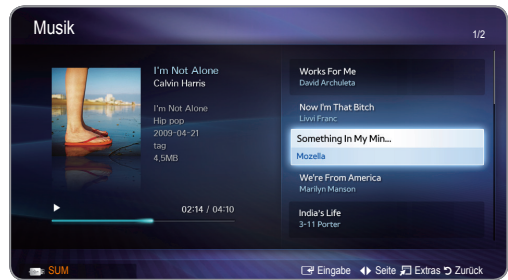 Musik
1/2
I'm Not Alone
Calvin Harris
I'm Not Alone
Hip pop
2009-04-21
tag
4,5MB
02:14 / 04:10
Works For Me
David Archuleta
Now I'm That Bitch
Livvi Franc
Something In My Min...
Mozella
We're From America
Marilyn Manson
India's Life
3-11 Porter
SUM
Eingabe Seite Extras Zurück